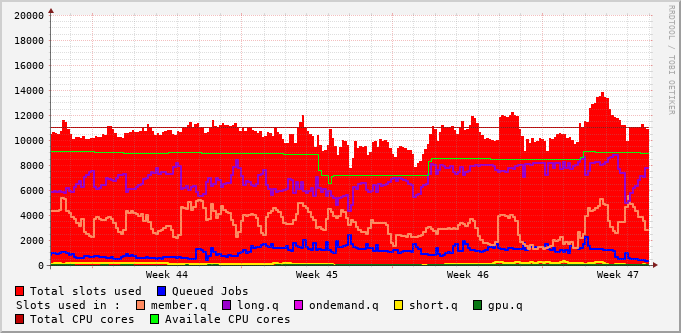 20000
18000
16000
14000
12000
10000
8000
6000
4000
2000
0
Week 44 Week 45 Week 46 Week 47
RRDTOOL / TOBI OETIKER
Total slots used Queued Jobs
Slots used in : member.q long.q ondemand.q short.q gpu.q
Total CPU cores Availale CPU cores